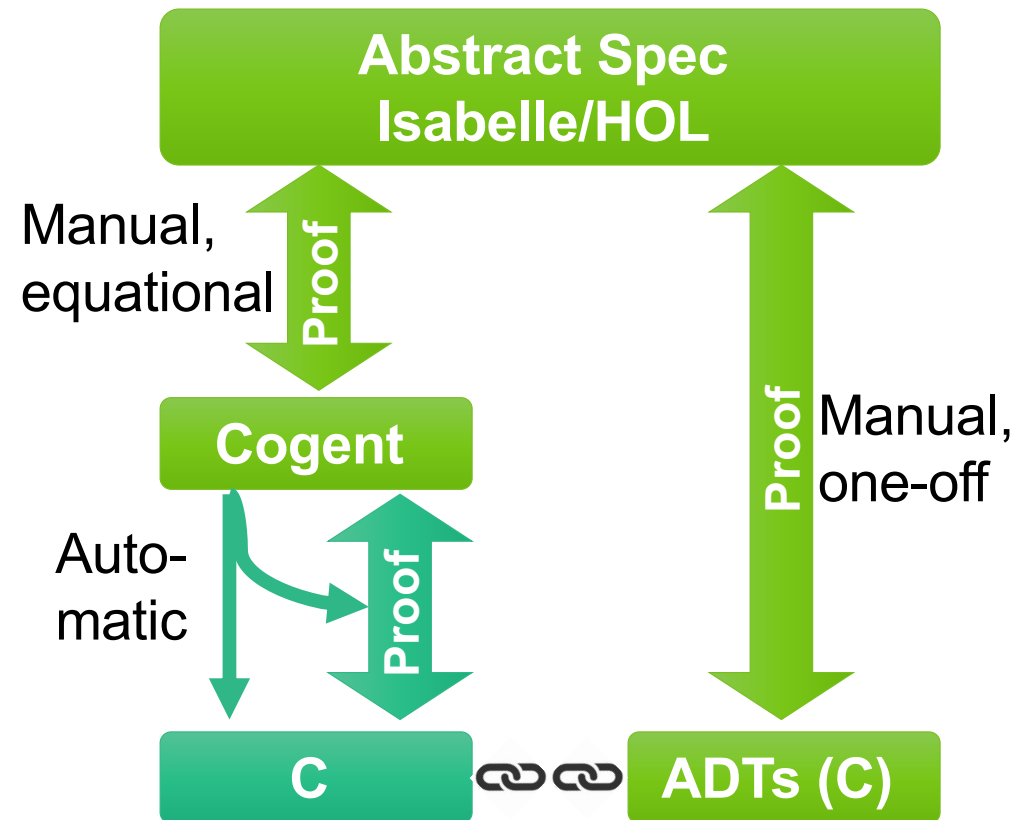 Abstract Spec
Isabelle/HOL
Manual,
equational
Proof
Cogent
Proof
Manual,
one-off
Auto-
matic
Proof
C
ADTs (C)